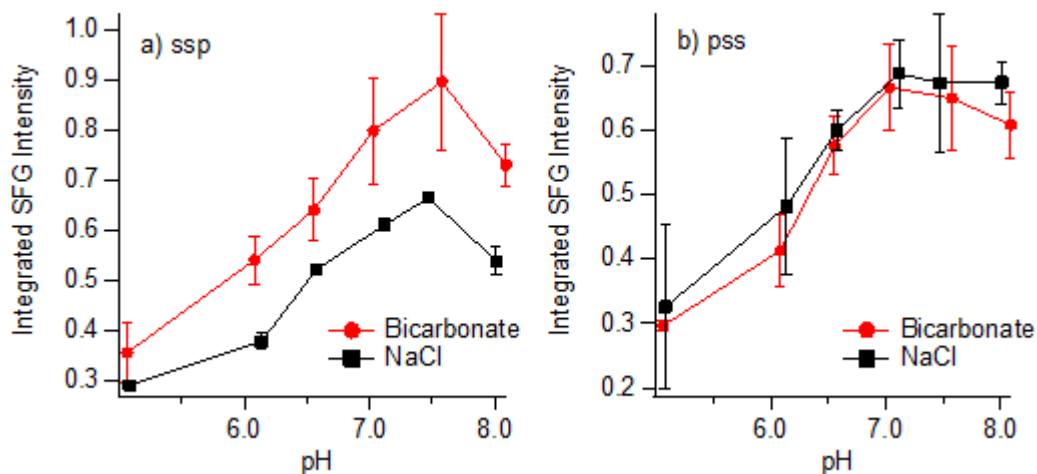 a) ssp
Integrated SFG Intensity
1.0
0.9
0.8
0.7
0.6
0.5
0.4
0.3
Bicarbonate
NaCl
6.0 7.0 8.0
pH
b) pss
Integrated SFG Intensity
0.7
0.6
0.5
0.4
0.3
0.2
Bicarbonate
NaCl
6.0 7.0 8.0
pH